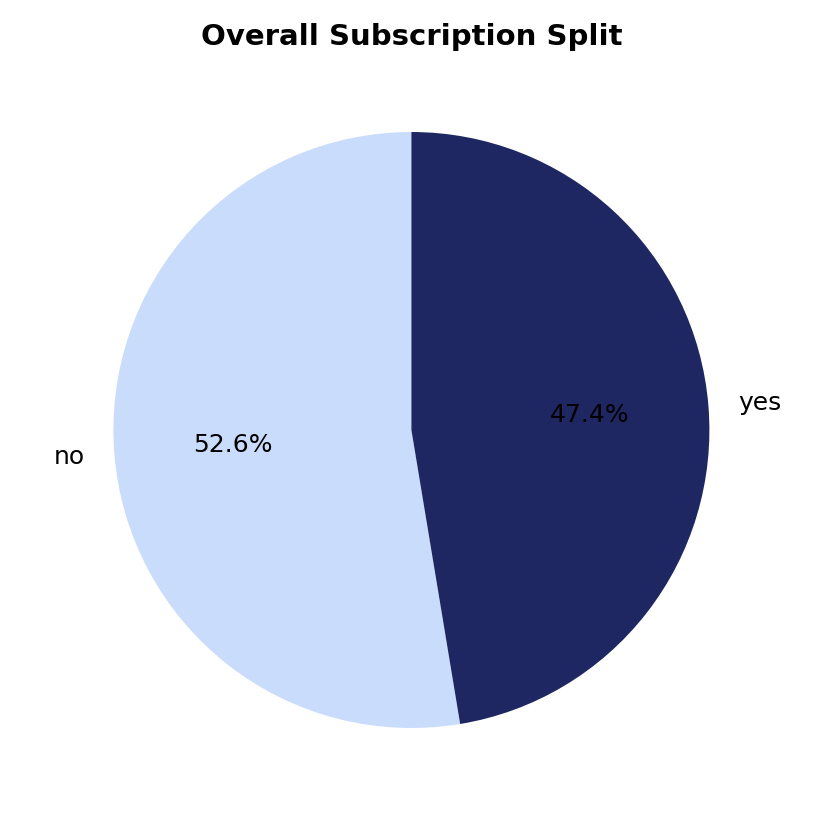 Overall Subscription Split
yes
47.4%
52.6%
no